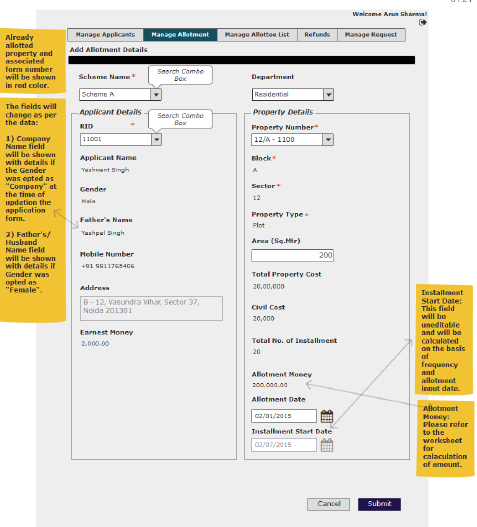 Welcome Arun Sharma!
Manage Applicants
Manage Allotment
Manage Allottee List
Refunds
Manage Request
Add Allotment Details
Already
allotted
property and
associated
form number
will be shown
in red color.
Scheme Name *
Search Combo
Box
Scheme A
Department
Residential
The fields will
change as per
the data:
1) Company
Name field
will be shown
with details if
the Gender
was opted as
"Company" at
the time of
updation the
application
form.
2) Father's/
Husband
Name field
will be shown
with details if
Gender was
opted as
"Female".
Applicant Details
Search Combo
Box
RID *
11001
Applicant Name
Yashwant Singh
Gender
Male
Father's Name
Yashpal Singh
Mobile Number
+91 9811765406
Address
B - 12, Vasundra Vihar, Sector 37,
Noida 201301
Earnest Money
2,000.00
Property Details
Property Number*
12/A - 1100
Block *
A
Sector *
12
Property Type *
Plot
Area (Sq.Mtr)
200
Total Property Cost
20,00,000
Civil Cost
20,000
Total No. of Installment
20
Allotment Money
200,000.00
Allotment Date
02/01/2015
Installment Start Date
02/07/2015
Installment
Start Date:
This field
will be
uneditable
and will be
calculated
on the basis
of
frequency
and
allotment
input date.
Allotment
Money:
Please refer
to the
worksheet
for
calaculation
of amount.
Cancel
Submit